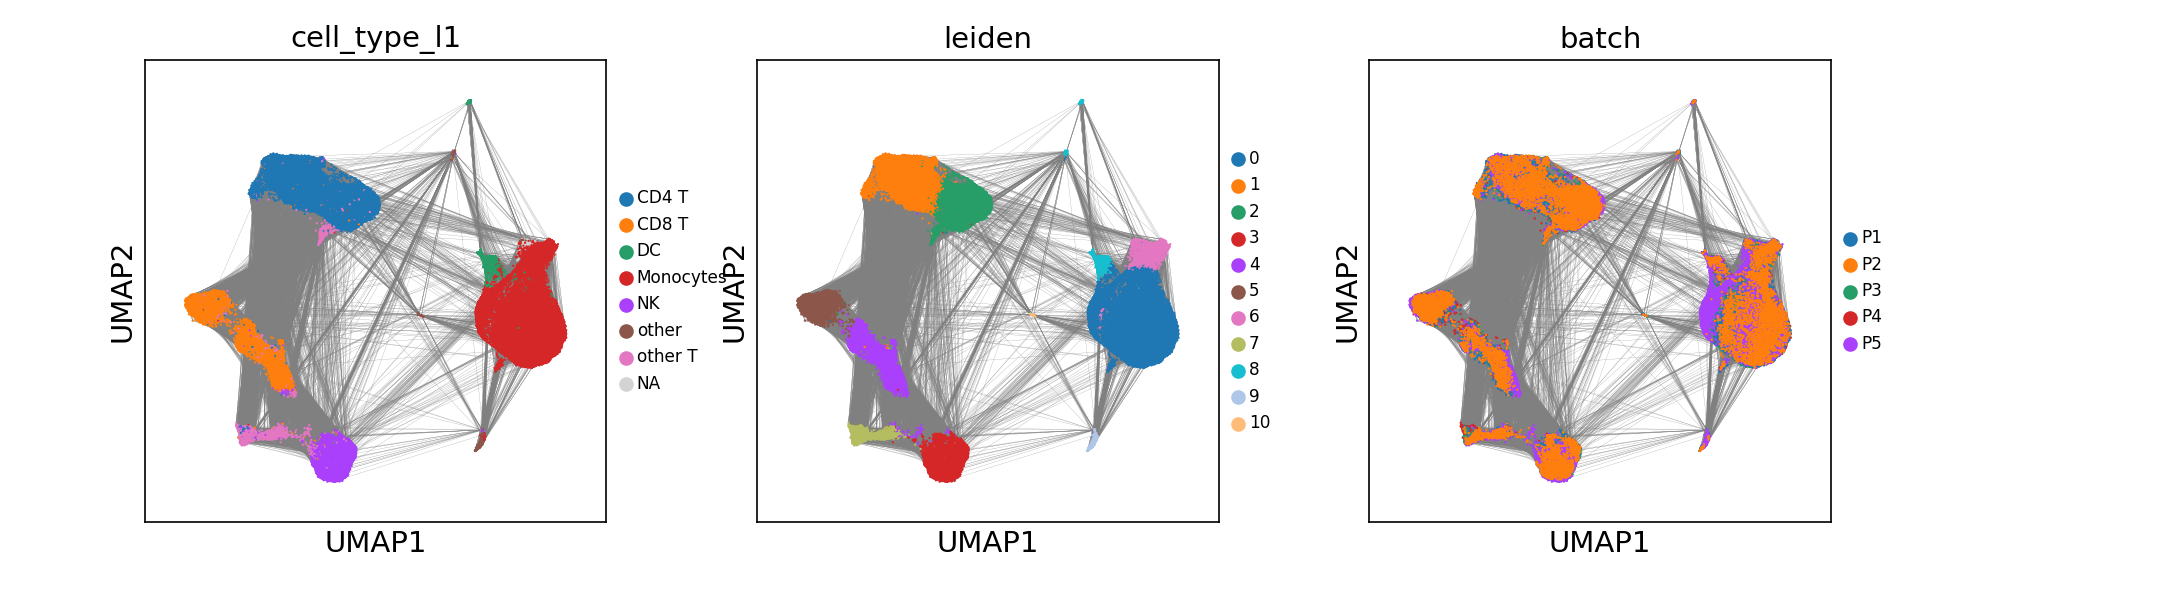 cell_type_l1
UMAP2
UMAP1
CD4 T
CD8 T
DC
Monocytes
NK
other
other T
NA
leiden
UMAP2
UMAP1
0
1
2
3
4
5
6
7
8
9
10
batch
UMAP2
UMAP1
P1
P2
P3
P4
P5